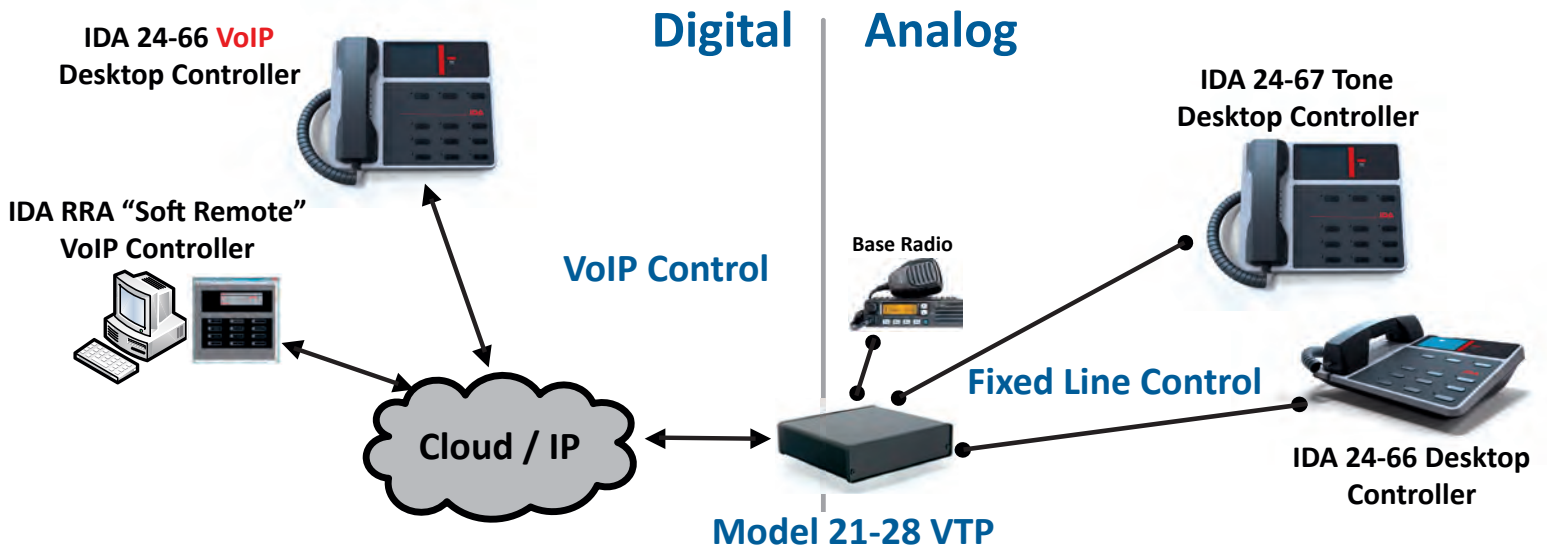 Digital
Analog
IDA 24-66 VoIP
Desktop Controller
IDA 24-67 Tone
Desktop Controller
IDA RRA “Soft Remote”
VoIP Controller
VoIP Control
Base Radio
Fixed Line Control
Cloud / IP
IDA 24-66 Desktop
Controller
Model 21-28 VTP
IDA
IDA